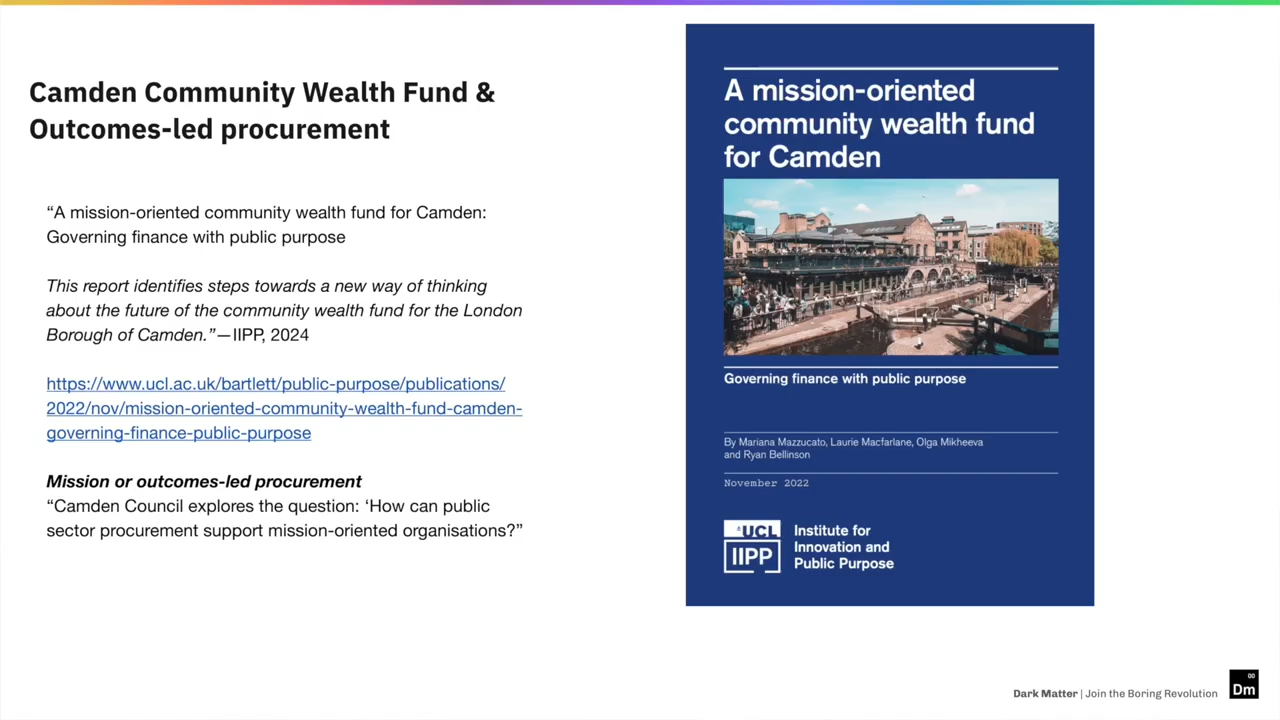 Camden Community Wealth Fund &
Outcomes-led procurement
“A mission-oriented community wealth fund for Camden:
Governing finance with public purpose
This report identifies steps towards a new way of thinking
about the future of the community wealth fund for the London
Borough of Camden.”—IIPP, 2024
https://www.ucl.ac.uk/bartlett/public-purpose/publications/
2022/nov/mission-oriented-community-wealth-fund-camden-
governing-finance-public-purpose
Mission or outcomes-led procurement
“Camden Council explores the question: ‘How can public
sector procurement support mission-oriented organisations?”
A mission-oriented
community wealth fund
for Camden
Governing finance with public purpose
By Mariana Mazzucato, Laurie Macfarlane, Olga Mikheeva
and Ryan Bellinson
November 2022
UCL
IIPP
Institute for
Innovation and
Public Purpose
Dark Matter | Join the Boring Revolution
00
Dm